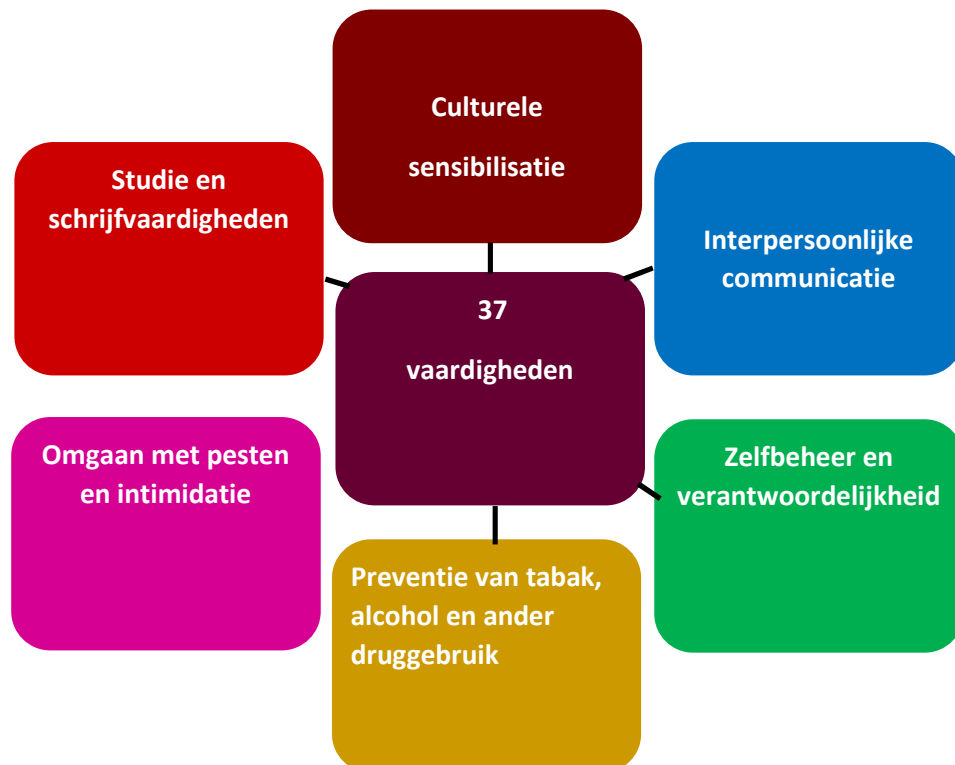 Culturele
sensibilisatie
Studie en
schrijfvaardigheden
Interpersoonlijke
communicatie
37
vaardigheden
Omgaan met pesten
en intimidatie
Zelfbeheer en
verantwoordelijkheid
Preventie van tabak,
alcohol en ander
druggebruik